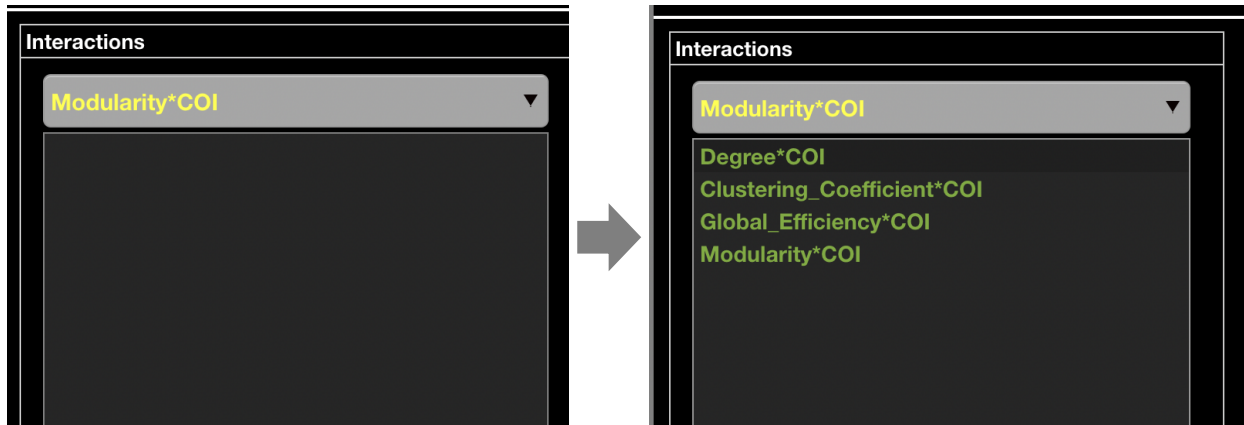 Interactions
Modularity*COI
Interactions
Modularity*COI
Degree*COI
Clustering_Coefficient*COI
Global_Efficiency*COI
Modularity*COI